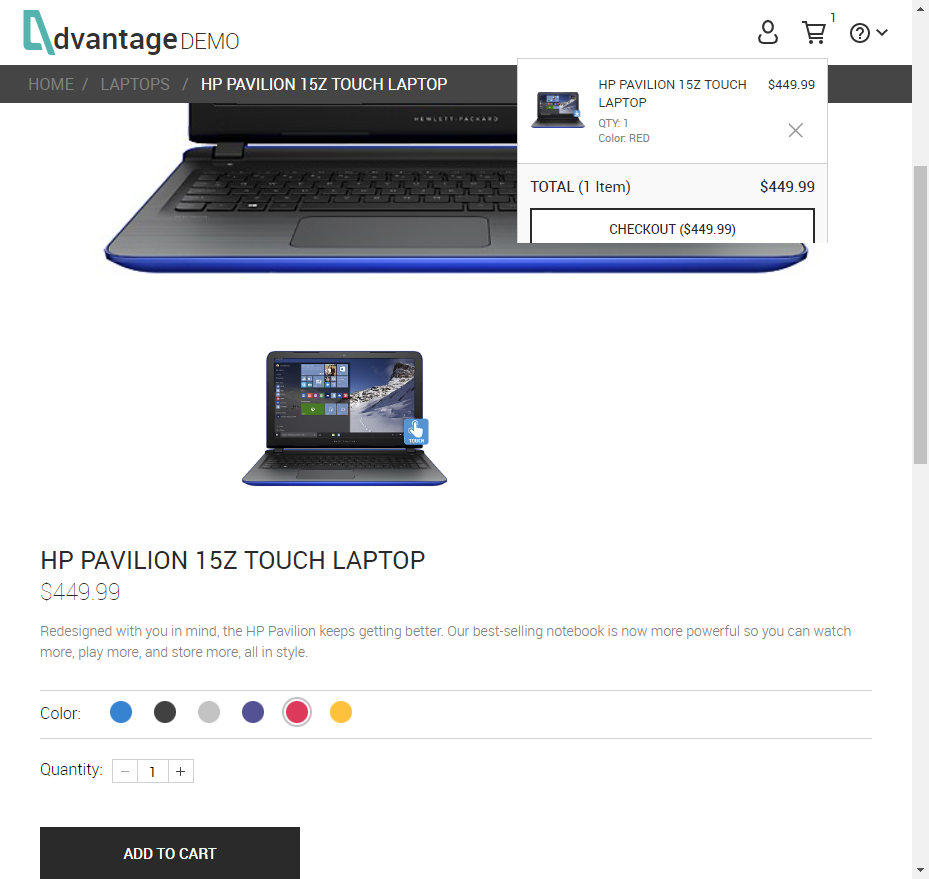 dvantage DEMO
1
HOME / LAPTOPS / HP PAVILION 15Z TOUCH LAPTOP
HP PAVILION 15Z TOUCH LAPTOP $449.99
QTY: 1
Color: RED
TOTAL (1 Item) $449.99
CHECKOUT ($449.99)
HEWLETT-PACKARD
TOUCH
HP PAVILION 15Z TOUCH LAPTOP
$449.99
Redesigned with you in mind, the HP Pavilion keeps getting better. Our best-selling notebook is now more powerful so you can watch
more, play more, and store more, all in style.
Color:
Quantity: − 1 +
ADD TO CART